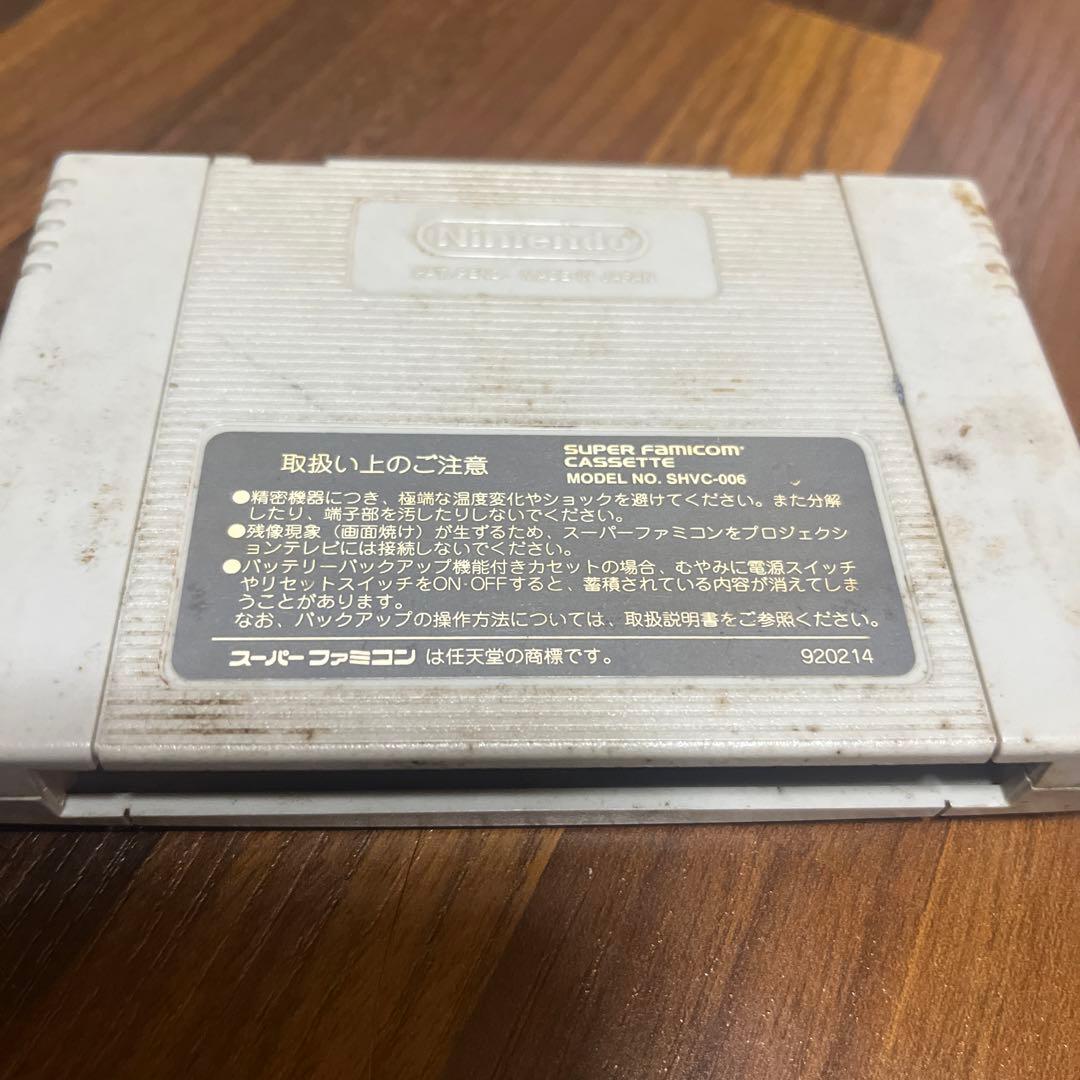 Nintendo
PAT. PEND. MADE IN JAPAN
取扱い上のご注意
SUPER FAMICOM
CASSETTE
MODEL NO. SHVC-006
●精密機器につき、極端な温度変化やショックを避けてください。また分解
したり、端子部を汚したりしないでください。
●残像現象(画面焼け)が生ずるため、スーパーファミコンをプロジェクシ
ョンテレビには接続しないでください。
●バッテリーバックアップ機能付きカセットの場合、むやみに電源スイッチ
やリセットスイッチをON·OFFすると、蓄積されている内容が消えてしま
うことがあります。
なお、バックアップの操作方法については、取扱説明書をご参照ください。
スーパーファミコン は任天堂の商標です。
920214